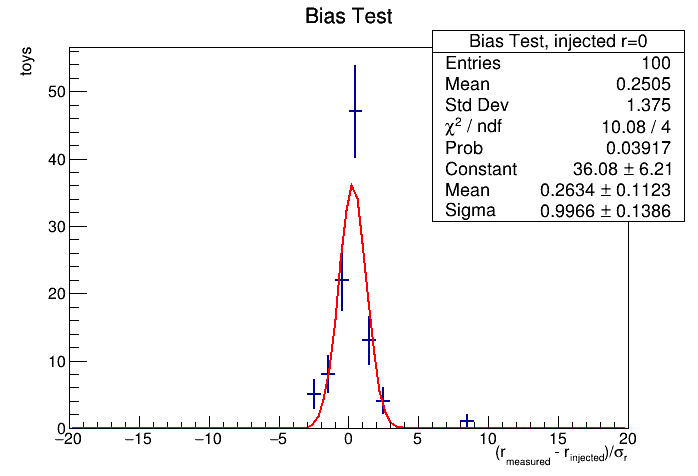 Bias Test
toys
Bias Test, injected r=0
Entries 100
Mean 0.2505
Std Dev 1.375
χ² / ndf 10.08 / 4
Prob 0.03917
Constant 36.08 ± 6.21
Mean 0.2634 ± 0.1123
Sigma 0.9966 ± 0.1386
50
40
30
20
10
0
−20 −15 −10 −5 0 5 10 15 20
(r_measured - r_injected)/σ_r